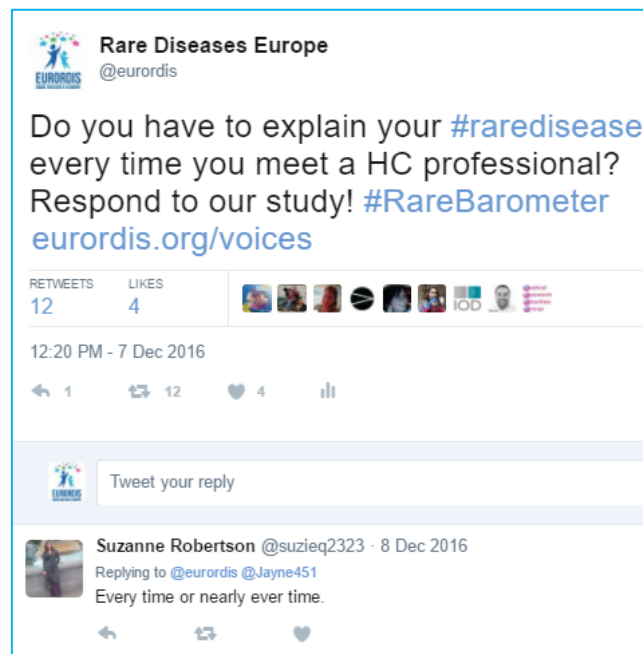 Rare Diseases Europe
@eurordis
EURORDIS
Do you have to explain your #raredisease
every time you meet a HC professional?
Respond to our study! #RareBarometer
eurordis.org/voices
RETWEETS LIKES
12 4
IOD
12:20 PM - 7 Dec 2016
1 12 4
EURORDIS
Tweet your reply
Suzanne Robertson @suzieq2323 · 8 Dec 2016
Replying to @eurordis @Jayne451
Every time or nearly ever time.